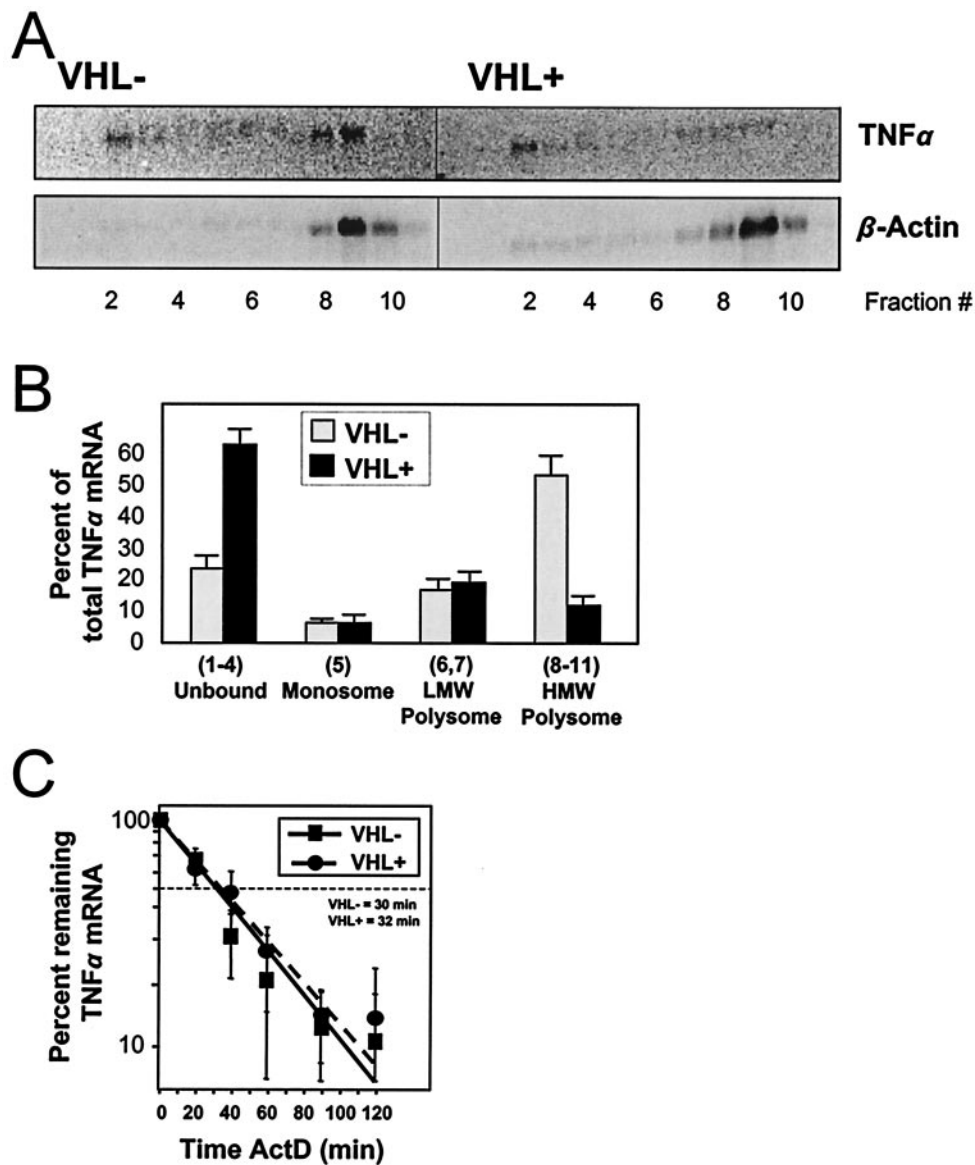 A
VHL- VHL+
TNFα
β-Actin
2 4 6 8 10 2 4 6 8 10 Fraction #
B
Percent of
total TNFα mRNA
60
50
40
30
20
10
0
VHL-
VHL+
(1-4) (5) (6,7) (8-11)
Unbound Monosome LMW HMW
Polysome Polysome
C
Percent remaining
TNFα mRNA
100
10
VHL-
VHL+
VHL- = 30 min
VHL+ = 32 min
0 20 40 60 80 100 120
Time ActD (min)